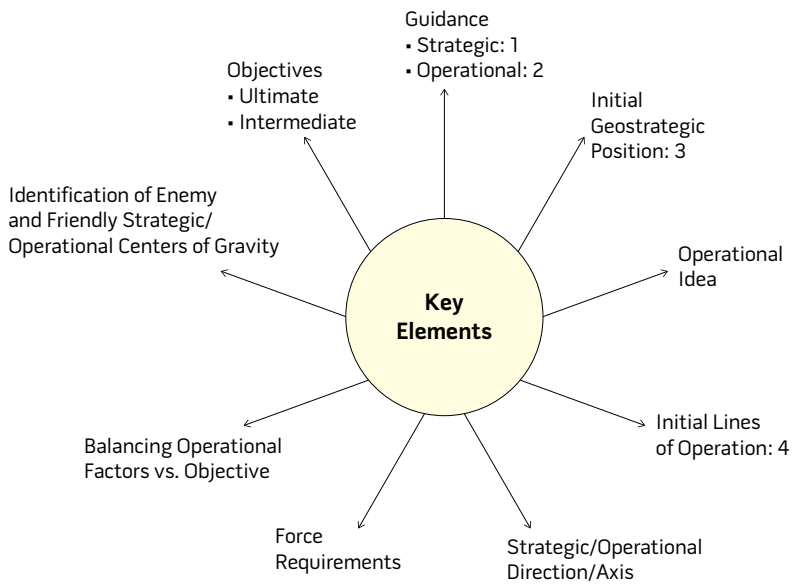 Guidance
▪ Strategic: 1
▪ Operational: 2
Objectives
▪ Ultimate
▪ Intermediate
Initial
Geostrategic
Position: 3
Identification of Enemy
and Friendly Strategic/
Operational Centers of Gravity
Operational
Idea
Key
Elements
Initial Lines
of Operation: 4
Balancing Operational
Factors vs. Objective
Force
Requirements
Strategic/Operational
Direction/Axis